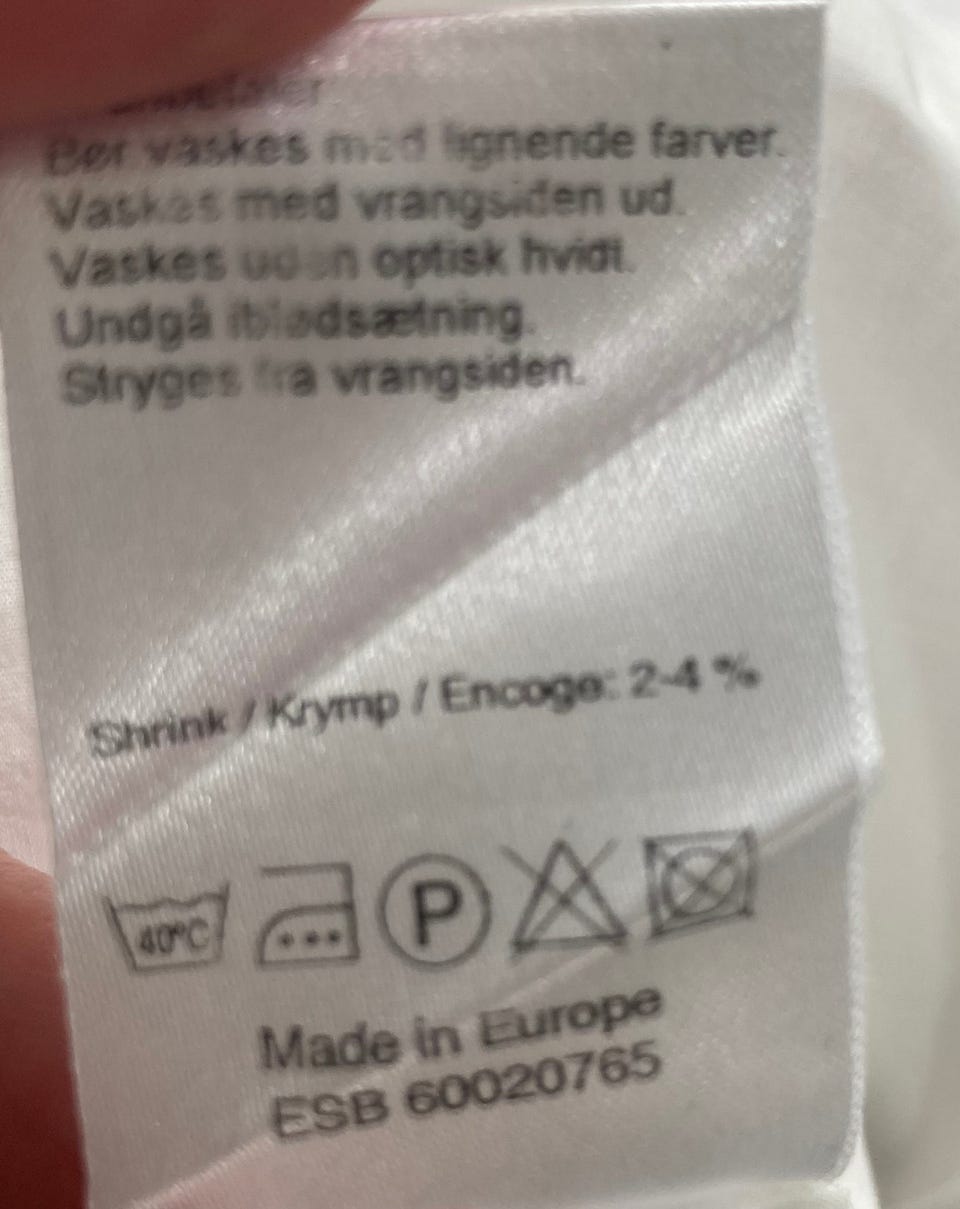 Bør vaskes med lignende farver.
Vaskes med vrangsiden ud.
Vaskes uden optisk hvidt.
Undgå iblødsætning.
Stryges fra vrangsiden.
Shrink / Krymp / Encoge: 2-4 %
40°C
P
Made in Europe
ESB 60020765